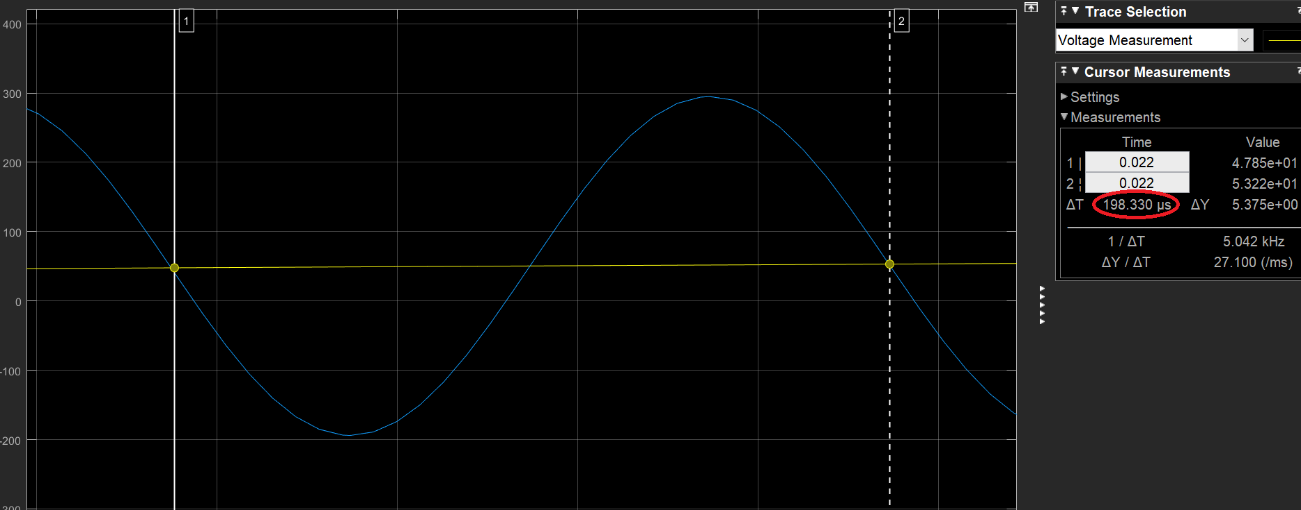 1
2
400
300
200
100
0
-100
-200
-300
Trace Selection
Voltage Measurement
Cursor Measurements
Settings
Measurements
Time Value
1 | 0.022 4.785e+01
2 ¦ 0.022 5.322e+01
ΔT 198.330 µs ΔY 5.375e+00
1 / ΔT 5.042 kHz
ΔY / ΔT 27.100 (/ms)